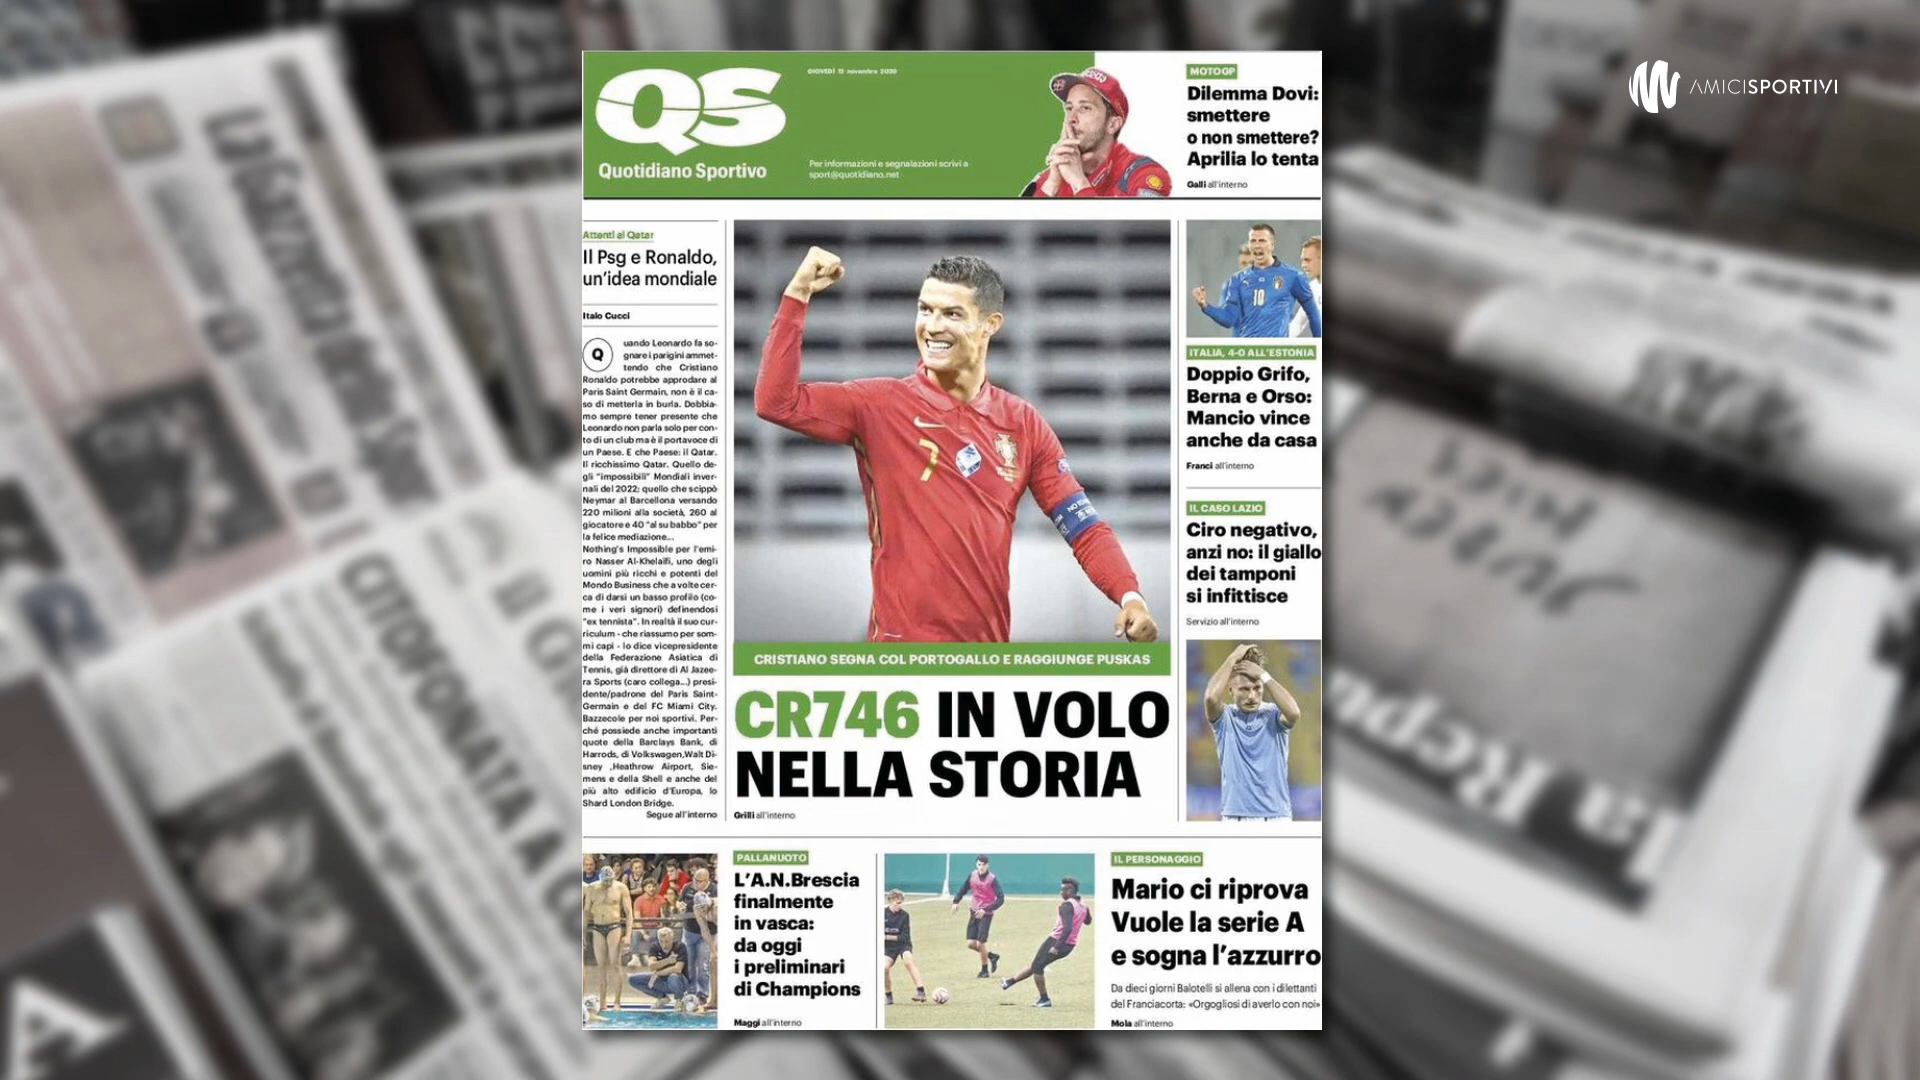 QS
Quotidiano Sportivo
GIOVEDÌ 12 novembre 2020
Per informazioni e segnalazioni scrivi a
sport@quotidiano.net
MOTOGP
Dilemma Dovi:
smettere
o non smettere?
Aprilia lo tenta
Galli all'interno
AMICISPORTIVI
Attenti al Qatar
Il Psg e Ronaldo,
un'idea mondiale
Italo Cucci
Quando Leonardo fa so-
gnare i parigini ammet-
tendo che Cristiano
Ronaldo potrebbe approdare al
Paris Saint Germain, non è il ca-
so di metterla in burla. Dobbia-
mo sempre tener presente che
Leonardo non parla solo per con-
to di un club ma è il portavoce di
un Paese. E che Paese: il Qatar.
Il ricchissimo Qatar. Quello de-
gli "impossibili" Mondiali inver-
nali del 2022; quello che scippò
Neymar al Barcellona versando
220 milioni alla società, 260 al
giocatore e 40 "al su babbo" per
la felice mediazione...
Nothing's Impossible per l'emi-
ro Nasser Al-Khelaifi, uno degli
uomini più ricchi e potenti del
Mondo Business che a volte cer-
ca di darsi un basso profilo (co-
me i veri signori) definendosi
"ex tennista". In realtà il suo cur-
riculum - che riassumo per som-
mi capi - lo dice vicepresidente
della Federazione Asiatica di
Tennis, già direttore di Al Jazee-
ra Sports (caro collega...) presi-
dente/padrone del Paris Saint-
Germain e del FC Miami City.
Bazzecole per noi sportivi. Per-
ché possiede anche importanti
quote della Barclays Bank, di
Harrods, di Volkswagen,Walt Di-
sney ,Heathrow Airport, Sie-
mens e della Shell e anche del
più alto edificio d'Europa, lo
Shard London Bridge.
Segue all'interno
7
CRISTIANO SEGNA COL PORTOGALLO E RAGGIUNGE PUSKAS
CR746 IN VOLO
NELLA STORIA
Grilli all'interno
10
ITALIA, 4-0 ALL'ESTONIA
Doppio Grifo,
Berna e Orso:
Mancio vince
anche da casa
Franci all'interno
IL CASO LAZIO
Ciro negativo,
anzi no: il giallo
dei tamponi
si infittisce
Servizio all'interno
PALLANUOTO
L'A.N.Brescia
finalmente
in vasca:
da oggi
i preliminari
di Champions
Maggi all'interno
IL PERSONAGGIO
Mario ci riprova
Vuole la serie A
e sogna l'azzurro
Da dieci giorni Balotelli si allena con i dilettanti
del Franciacorta: «Orgogliosi di averlo con noi»
Mola all'interno
CITOFONATA A
la Repu